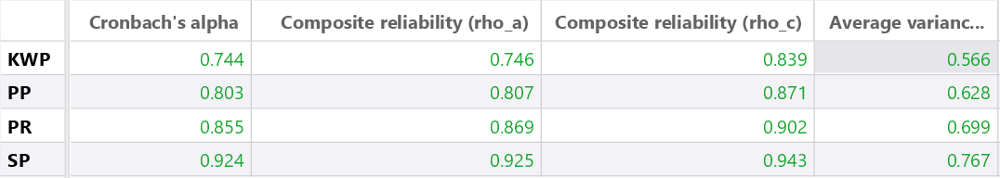 Cronbach's alpha Composite reliability (rho_a) Composite reliability (rho_c) Average varianc...
KWP 0.744 0.746 0.839 0.566
PP 0.803 0.807 0.871 0.628
PR 0.855 0.869 0.902 0.699
SP 0.924 0.925 0.943 0.767